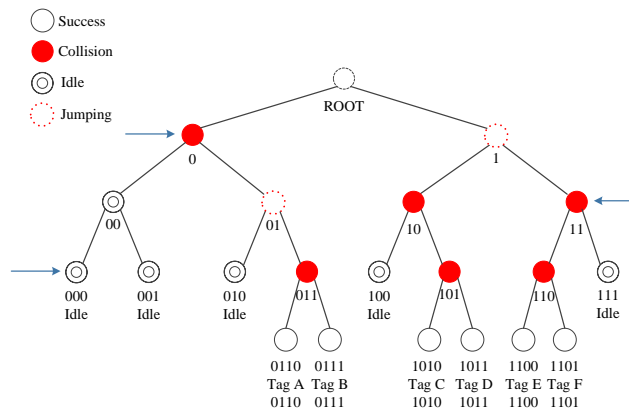 Success
Collision
Idle
Jumping
ROOT
0
1
00
01
10
11
000
001
010
011
100
101
110
111
Idle
Idle
Idle
Idle
Idle
0110
0111
1010
1011
1100
1101
Tag A
Tag B
Tag C
Tag D
Tag E
Tag F
0110
0111
1010
1011
1100
1101